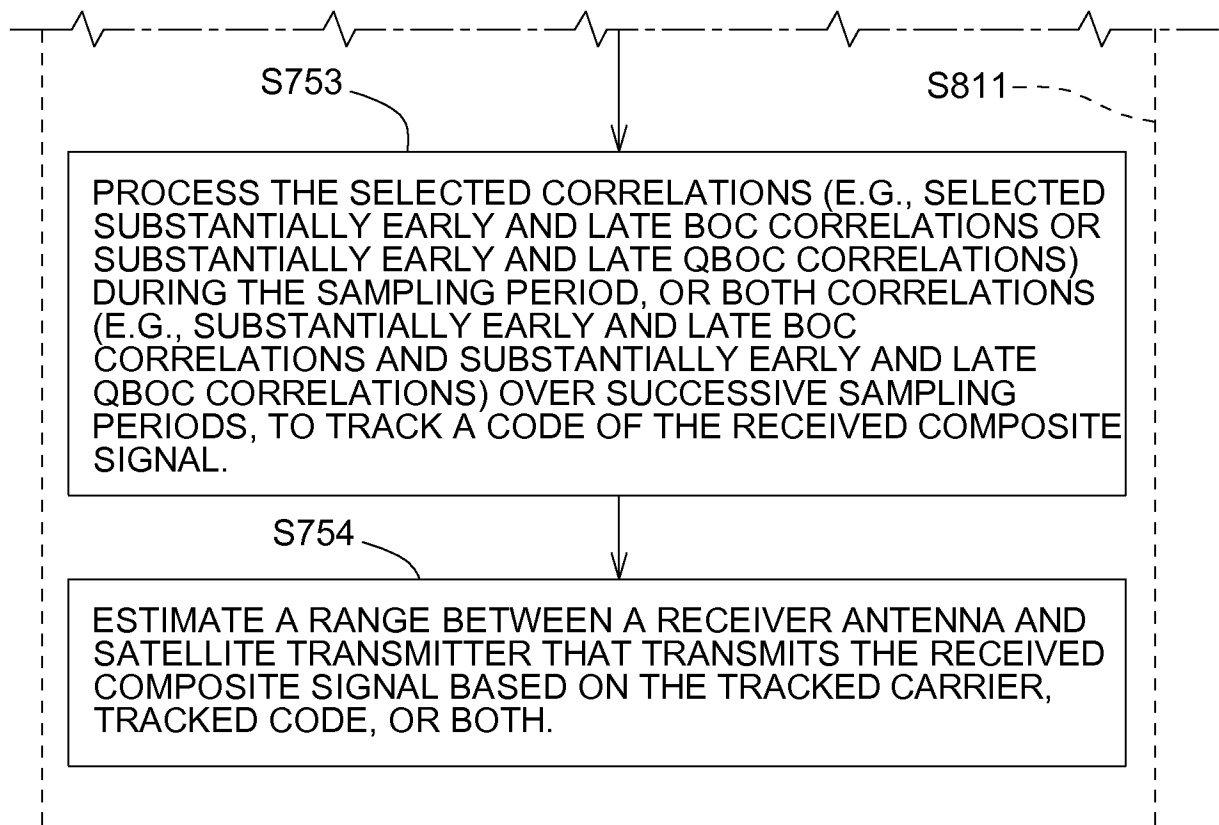 S753
S811
PROCESS THE SELECTED CORRELATIONS (E.G., SELECTED
SUBSTANTIALLY EARLY AND LATE BOC CORRELATIONS OR
SUBSTANTIALLY EARLY AND LATE QBOC CORRELATIONS)
DURING THE SAMPLING PERIOD, OR BOTH CORRELATIONS
(E.G., SUBSTANTIALLY EARLY AND LATE BOC
CORRELATIONS AND SUBSTANTIALLY EARLY AND LATE
QBOC CORRELATIONS) OVER SUCCESSIVE SAMPLING
PERIODS, TO TRACK A CODE OF THE RECEIVED COMPOSITE
SIGNAL.
S754
ESTIMATE A RANGE BETWEEN A RECEIVER ANTENNA AND
SATELLITE TRANSMITTER THAT TRANSMITS THE RECEIVED
COMPOSITE SIGNAL BASED ON THE TRACKED CARRIER,
TRACKED CODE, OR BOTH.